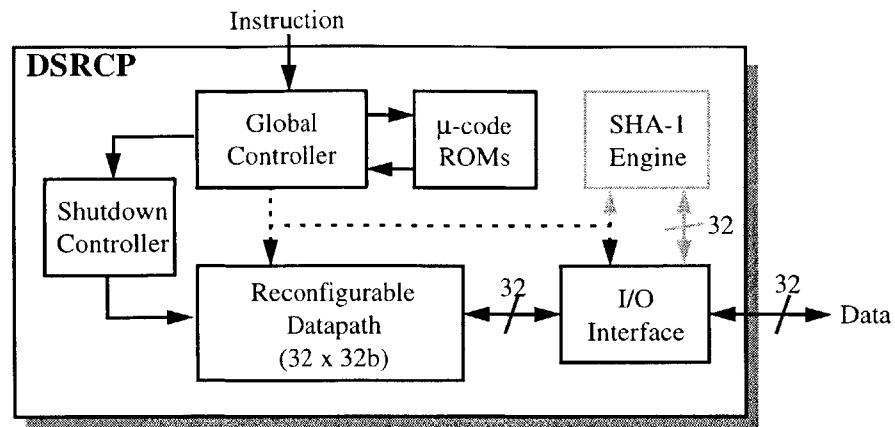 Instruction
DSRCP
Global
Controller
μ-code
ROMs
SHA-1
Engine
Shutdown
Controller
32
Reconfigurable
Datapath
(32 x 32b)
32
I/O
Interface
32
Data